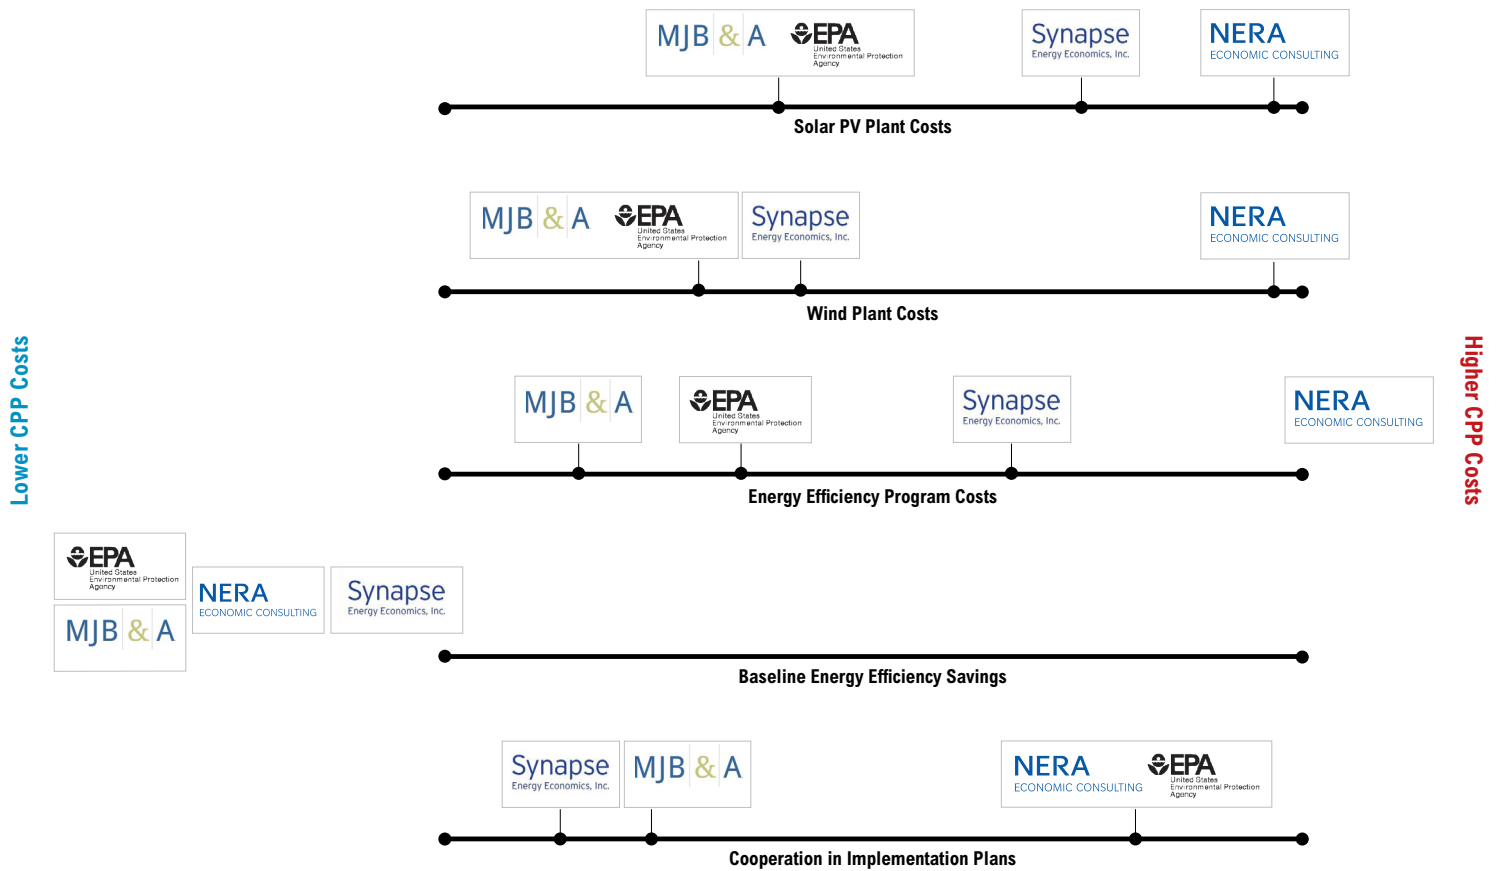 MJB & A
EPA
United States
Environmental Protection
Agency
Synapse
Energy Economics, Inc.
NERA
ECONOMIC CONSULTING
Solar PV Plant Costs
MJB & A
EPA
United States
Environmental Protection
Agency
Synapse
Energy Economics, Inc.
NERA
ECONOMIC CONSULTING
Wind Plant Costs
Lower CPP Costs
Higher CPP Costs
MJB & A
EPA
United States
Environmental Protection
Agency
Synapse
Energy Economics, Inc.
NERA
ECONOMIC CONSULTING
Energy Efficiency Program Costs
EPA
United States
Environmental Protection
Agency
MJB & A
NERA
ECONOMIC CONSULTING
Synapse
Energy Economics, Inc.
Baseline Energy Efficiency Savings
Synapse
Energy Economics, Inc.
MJB & A
NERA
ECONOMIC CONSULTING
EPA
United States
Environmental Protection
Agency
Cooperation in Implementation Plans